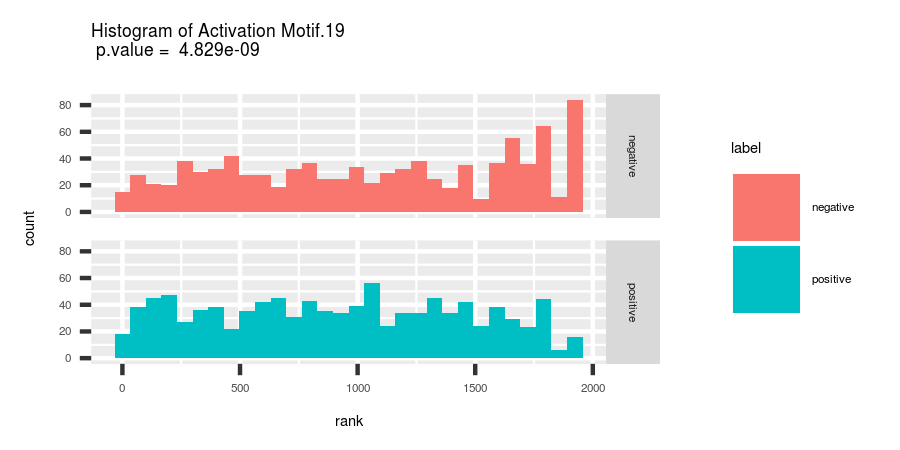 Histogram of Activation Motif.19
p.value = 4.829e-09
80
60
40
20
0
negative
80
60
40
20
0
positive
0 500 1000 1500 2000
rank
count
label
negative
positive